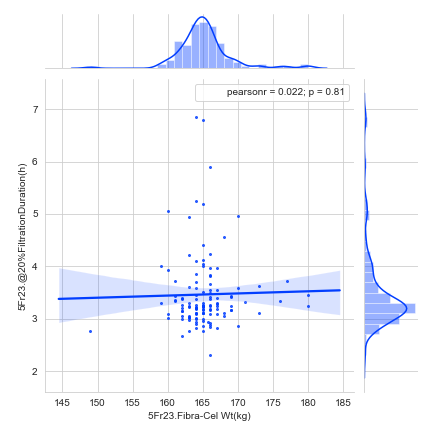 pearsonr = 0.022; p = 0.81
7
6
5
4
3
2
5Fr23.@20%FiltrationDuration(h)
145 150 155 160 165 170 175 180 185
5Fr23.Fibra-Cel Wt(kg)